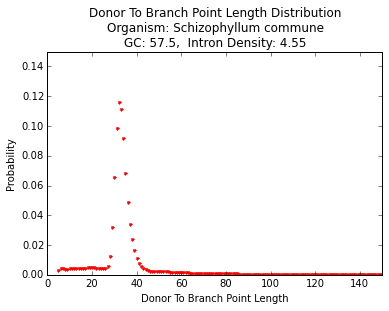 Donor To Branch Point Length Distribution
Organism: Schizophyllum commune
GC: 57.5,  Intron Density: 4.55
0.14
0.12
0.10
0.08
0.06
0.04
0.02
0.00
Probability
0 20 40 60 80 100 120 140
Donor To Branch Point Length